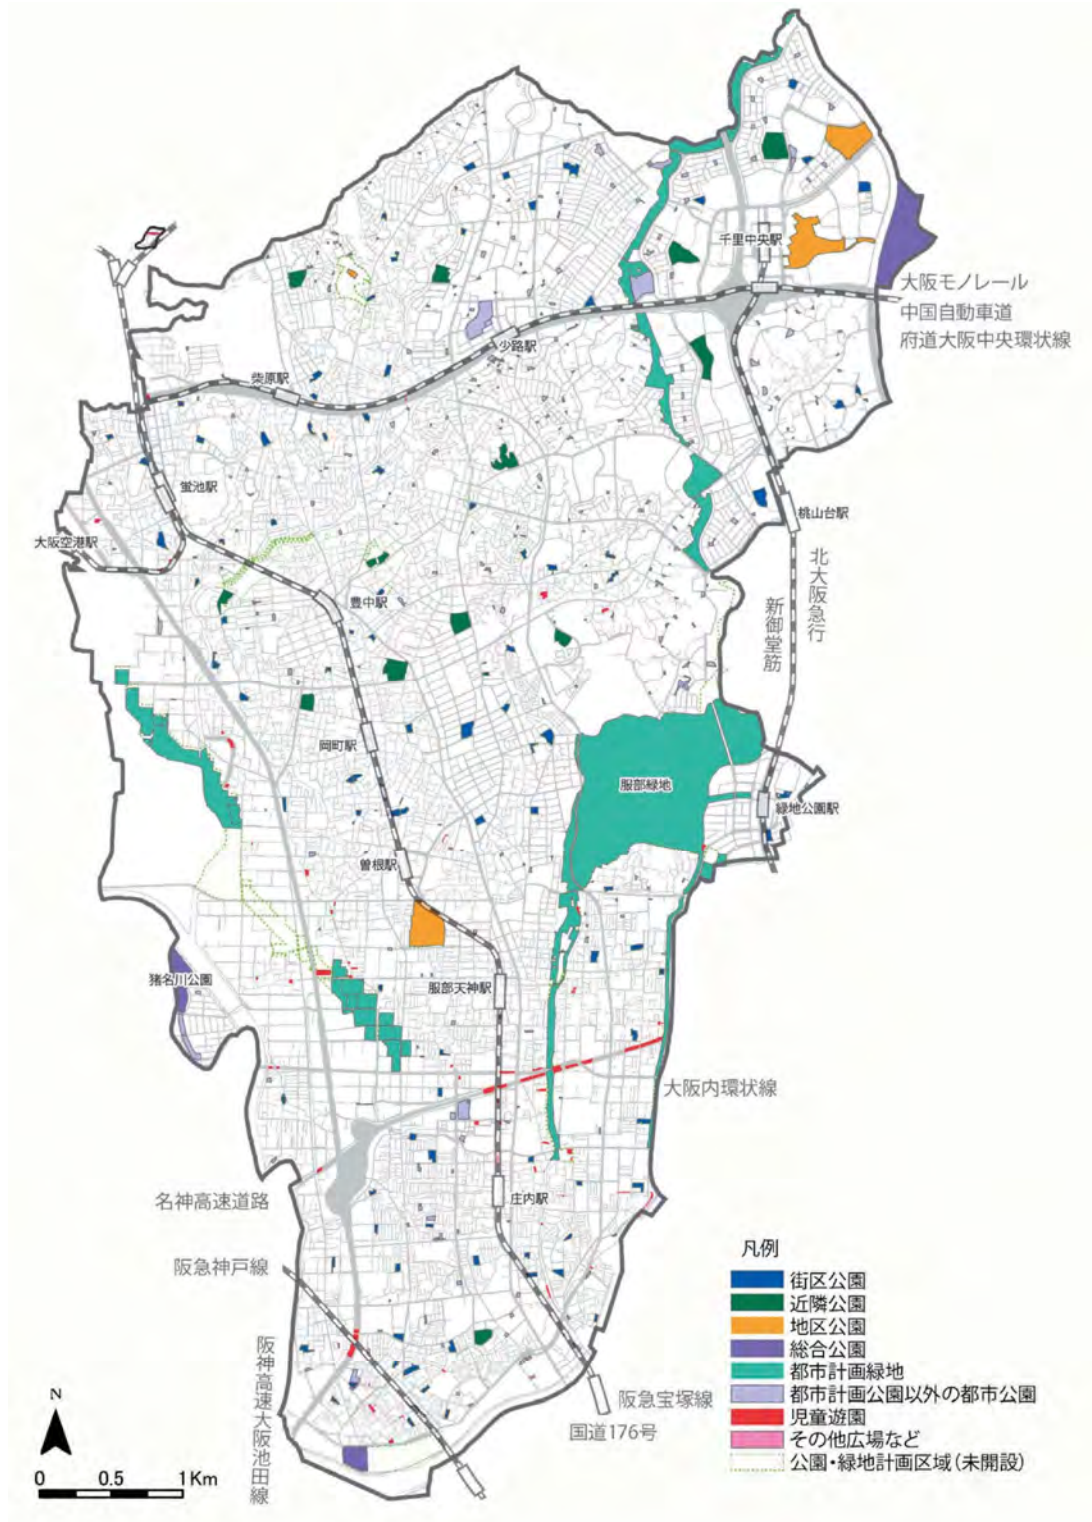 千里中央駅
大阪モノレール
中国自動車道
府道大阪中央環状線
少路駅
柴原駅
蛍池駅
大阪空港駅
桃山台駅
北大阪急行
新御堂筋
豊中駅
岡町駅
服部緑地
緑地公園駅
曽根駅
猪名川公園
服部天神駅
大阪内環状線
名神高速道路
庄内駅
阪急神戸線
阪神高速大阪池田線
阪急宝塚線
国道176号
凡例
街区公園
近隣公園
地区公園
総合公園
都市計画緑地
都市計画公園以外の都市公園
児童遊園
その他広場など
公園・緑地計画区域(未開設)
N
0 0.5 1Km